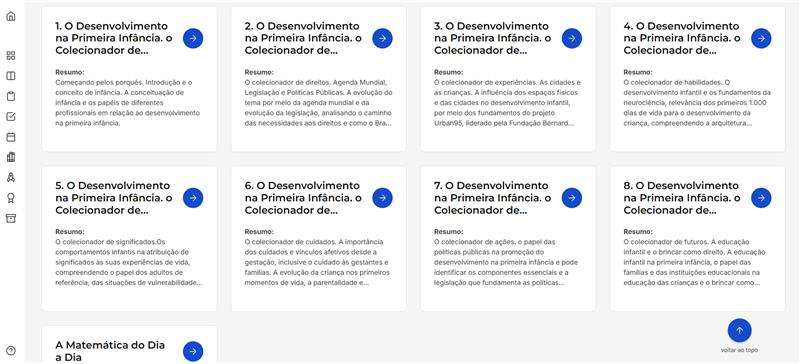 1. O Desenvolvimento
na Primeira Infância. o
Colecionador de...
Resumo:
Começando pelos porquês. Introdução e o
conceito de infância. A conceituação de
infância e os papéis de diferentes
profissionais em relação ao desenvolvimento
na primeira infância.
2. O Desenvolvimento
na Primeira Infância. o
Colecionador de...
Resumo:
O colecionador de direitos. Agenda Mundial,
Legislação e Políticas Públicas. A evolução do
tema por meio da agenda mundial e da
evolução da legislação, analisando o caminho
das necessidades aos direitos e como o Bra...
3. O Desenvolvimento
na Primeira Infância. o
Colecionador de...
Resumo:
O colecionador de experiências. As cidades e
as crianças. A influência dos espaços físicos
e das cidades no desenvolvimento infantil,
por meio dos fundamentos do projeto
Urban95, liderado pela Fundação Bernard...
4. O Desenvolvimento
na Primeira Infância. o
Colecionador de...
Resumo:
O colecionador de habilidades. O
desenvolvimento infantil e os fundamentos da
neurociência, relevância dos primeiros 1.000
dias de vida para o desenvolvimento da
criança, compreendendo a arquitetura...
5. O Desenvolvimento
na Primeira Infância. o
Colecionador de...
Resumo:
O colecionador de significados.Os
comportamentos infantis na atribuição de
significados às suas experiências de vida,
compreendendo o papel dos adultos de
referência, das situações de vulnerabilidade...
6. O Desenvolvimento
na Primeira Infância. o
Colecionador de...
Resumo:
O colecionador de cuidados. A importância
dos cuidados e vínculos afetivos desde a
gestação, inclusive o cuidado às gestantes e
famílias. A evolução da criança nos primeiros
momentos de vida, a parentalidade e...
7. O Desenvolvimento
na Primeira Infância. o
Colecionador de...
Resumo:
O colecionador de ações. o papel das
políticas públicas na promoção do
desenvolvimento na primeira infância e pode
identificar os componentes essenciais e a
legislação que fundamenta as políticas...
8. O Desenvolvimento
na Primeira Infância. o
Colecionador de...
Resumo:
O colecionador de futuros. A educação
infantil e o brincar como direito. A educação
infantil na primeira infância, o papel das
famílias e das instituições educacionais na
educação das crianças e o brincar como...
A Matemática do Dia
a Dia
voltar ao topo